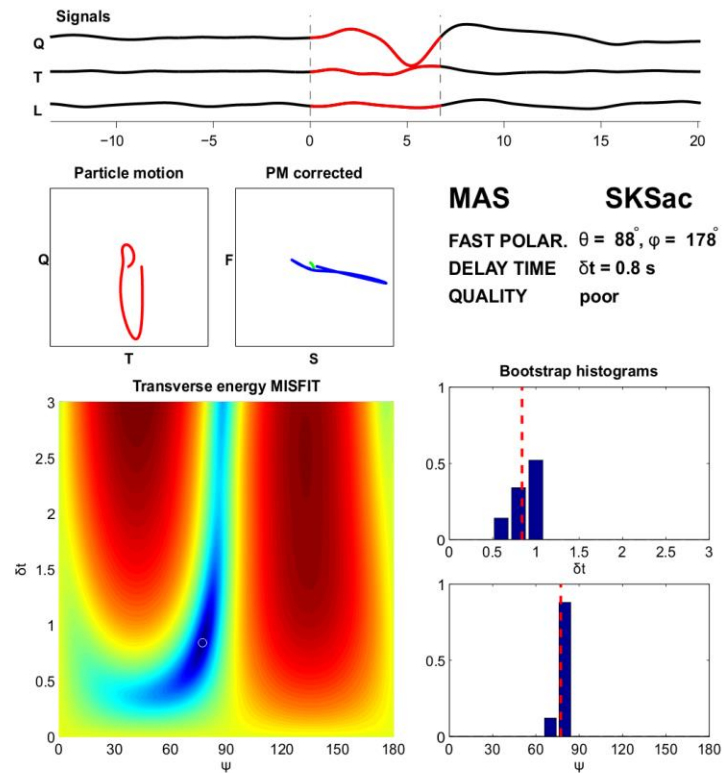 Signals
Q
T
L
−10 −5 0 5 10 15 20
Particle motion
Q
T
PM corrected
F
S
MAS SKSac
FAST POLAR. θ = 88°, φ = 178°
DELAY TIME δt = 0.8 s
QUALITY poor
Transverse energy MISFIT
3
2.5
2
1.5
1
0.5
0
δt
0 30 60 90 120 150 180
ψ
Bootstrap histograms
1
0.5
0
0 0.5 1 1.5 2 2.5 3
δt
1
0.5
0
0 30 60 90 120 150 180
ψ